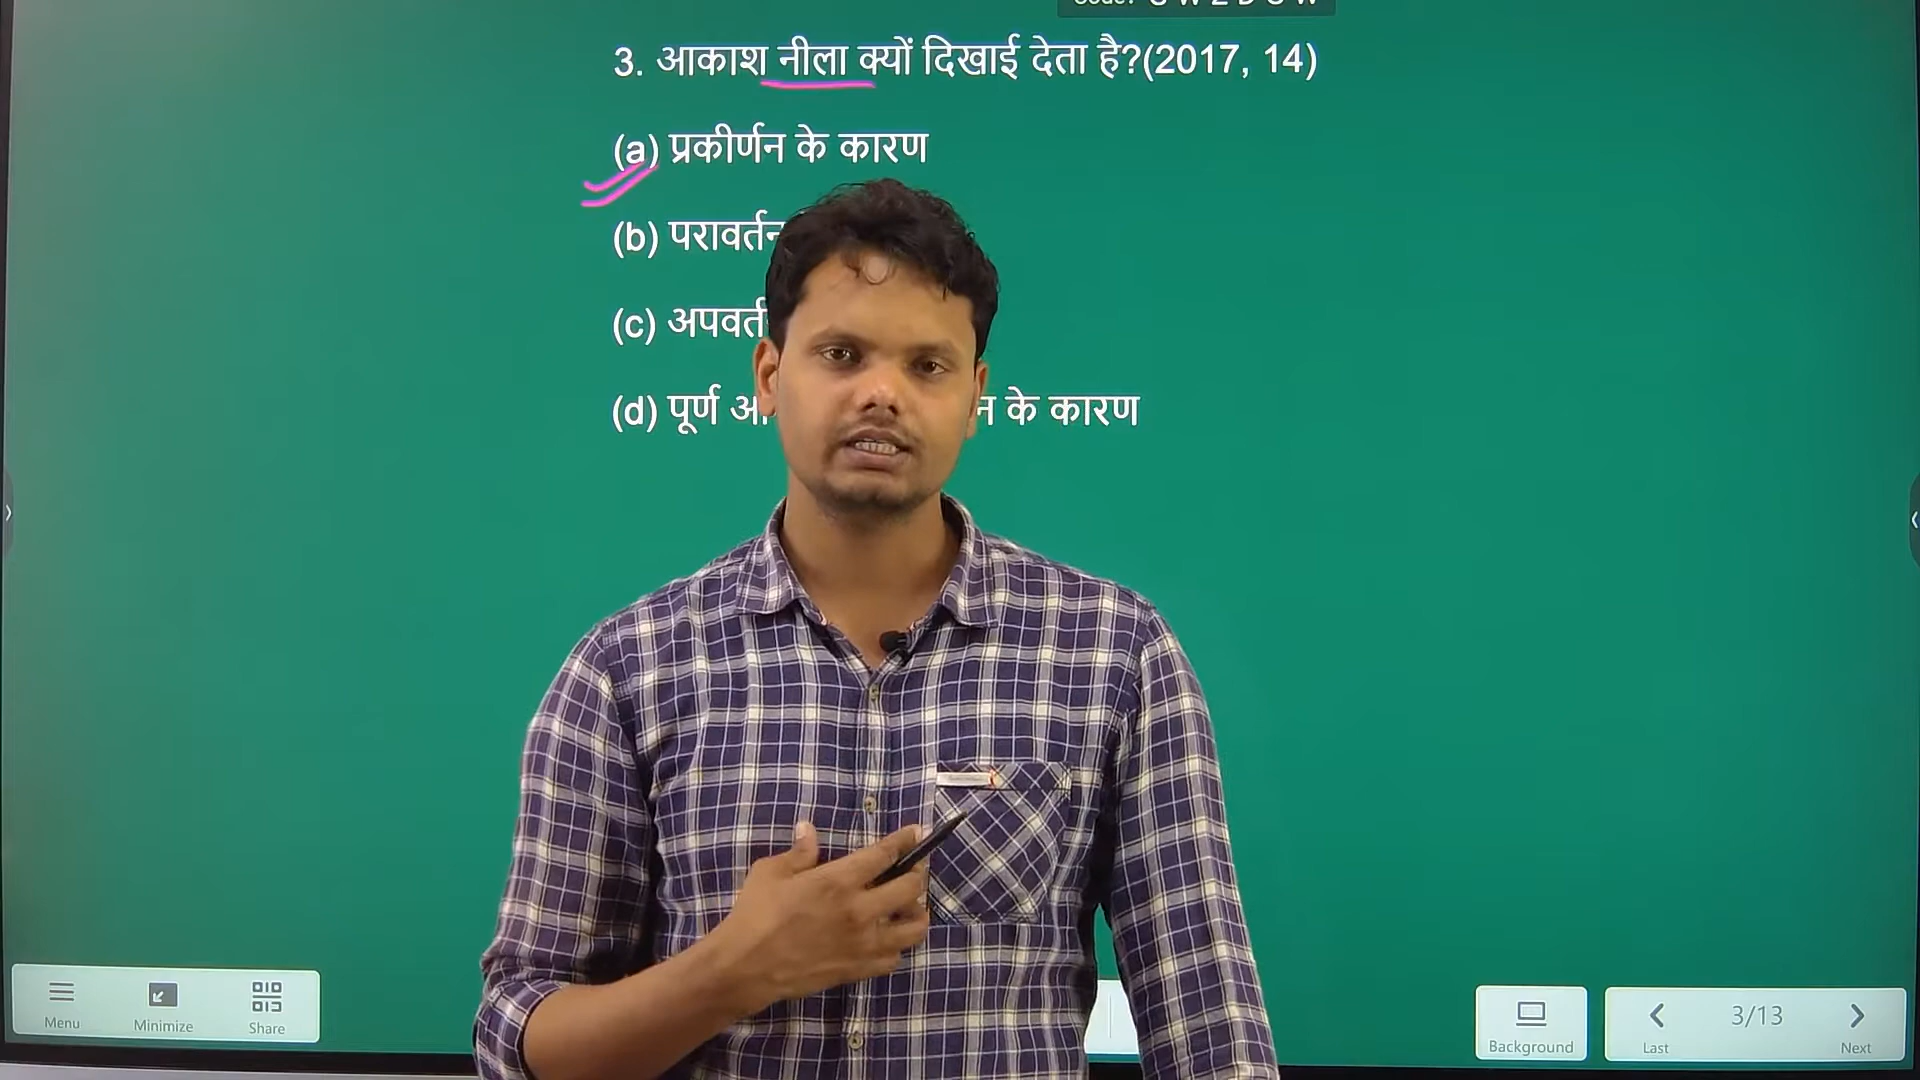 3. आकाश नीला क्यों दिखाई देता है?(2017, 14)
(a) प्रकीर्णन के कारण
(b) परावर्तन
(c)
(d) पूर्ण के कारण
Menu
Minimize
Share
Background
3/13
Last
Next